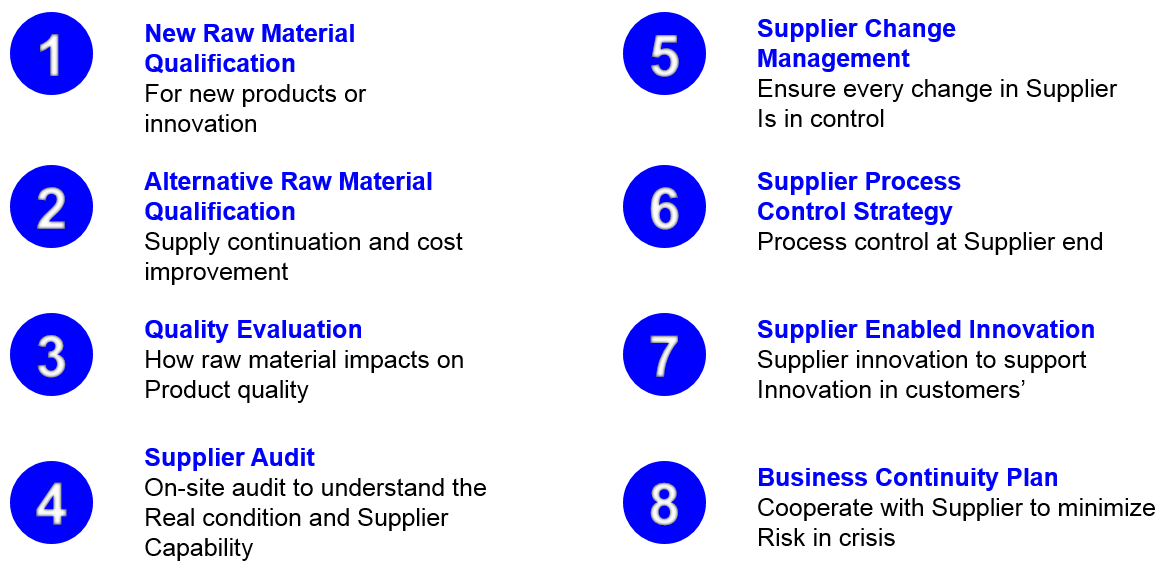 1
New Raw Material
Qualification
For new products or
innovation
2
Alternative Raw Material
Qualification
Supply continuation and cost
improvement
3
Quality Evaluation
How raw material impacts on
Product quality
4
Supplier Audit
On-site audit to understand the
Real condition and Supplier
Capability
5
Supplier Change
Management
Ensure every change in Supplier
Is in control
6
Supplier Process
Control Strategy
Process control at Supplier end
7
Supplier Enabled Innovation
Supplier innovation to support
Innovation in customers’
8
Business Continuity Plan
Cooperate with Supplier to minimize
Risk in crisis